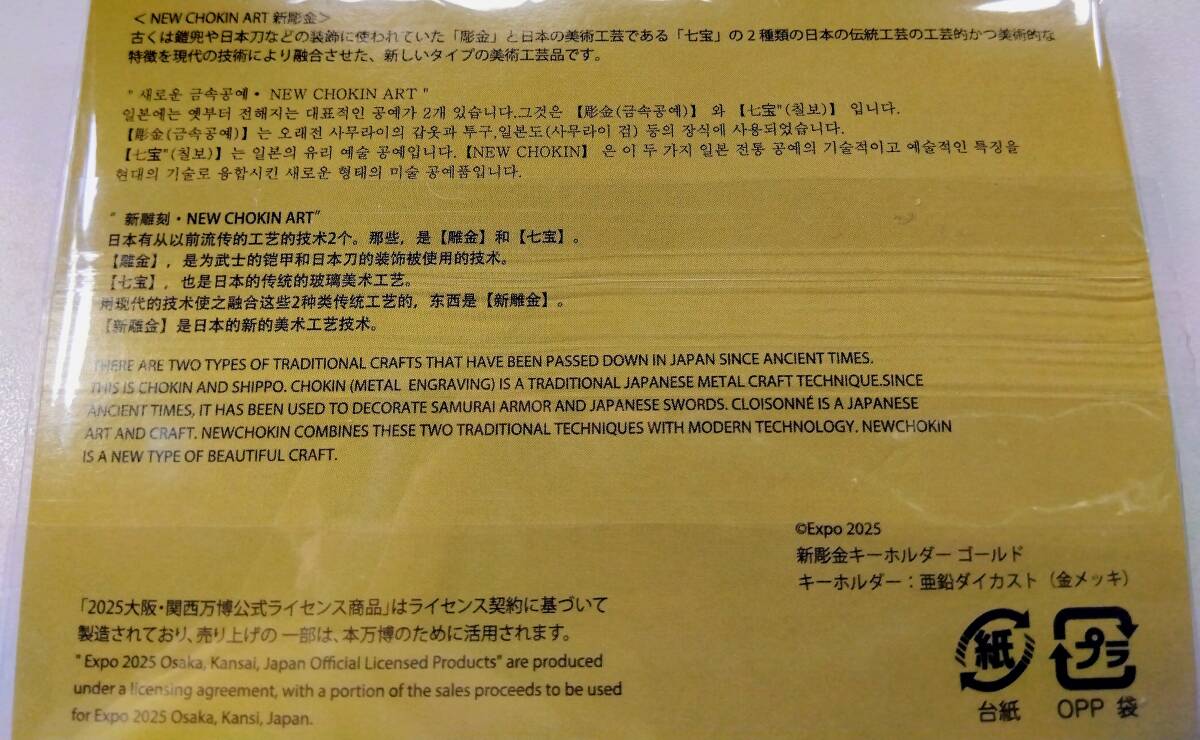 ＜NEW CHOKIN ART 新彫金＞
古くは鎧兜や日本刀などの装飾に使われていた「彫金」と日本の美術工芸である「七宝」の２種類の日本の伝統工芸の工芸的かつ美術的な
特徴を現代の技術により融合させた、新しいタイプの美術工芸品です。
" 새로운 금속공예・ NEW CHOKIN ART "
일본에는 옛부터 전해지는 대표적인 공예가 2개 있습니다.그것은 【彫金(금속공예)】 와 【七宝"(칠보)】 입니다.
【彫金(금속공예)】는 오래전 사무라이의 갑옷과 투구,일본도(사무라이 검) 등의 장식에 사용되었습니다.
【七宝"(칠보)】는 일본의 유리 예술 공예입니다.【NEW CHOKIN】 은 이 두 가지 일본 전통 공예의 기술적이고 예술적인 특징을
현대의 기술로 융합시킨 새로운 형태의 미술 공예품입니다.
" 新雕刻・NEW CHOKIN ART"
日本有从以前流传的工艺的技术2个。那些，是【雕金】和【七宝】。
【雕金】，是为武士的铠甲和日本刀的装饰被使用的技术。
【七宝】，也是日本的传统的玻璃美术工艺。
用现代的技术使之融合这些2种类传统工艺的，东西是【新雕金】。
【新雕金】是日本的新的美术工艺技术。
THERE ARE TWO TYPES OF TRADITIONAL CRAFTS THAT HAVE BEEN PASSED DOWN IN JAPAN SINCE ANCIENT TIMES.
THIS IS CHOKIN AND SHIPPO. CHOKIN (METAL ENGRAVING) IS A TRADITIONAL JAPANESE METAL CRAFT TECHNIQUE.SINCE
ANCIENT TIMES, IT HAS BEEN USED TO DECORATE SAMURAI ARMOR AND JAPANESE SWORDS. CLOISONNÉ IS A JAPANESE
ART AND CRAFT. NEWCHOKIN COMBINES THESE TWO TRADITIONAL TECHNIQUES WITH MODERN TECHNOLOGY. NEWCHOKiN
IS A NEW TYPE OF BEAUTIFUL CRAFT.
©Expo 2025
新彫金キーホルダー ゴールド
キーホルダー：亜鉛ダイカスト（金メッキ）
「2025大阪・関西万博公式ライセンス商品」はライセンス契約に基づいて
製造されており、売り上げの 一部は、本万博のために活用されます。
" Expo 2025 Osaka, Kansai, Japan Official Licensed Products" are produced
under a licensing agreement, with a portion of the sales proceeds to be used
for Expo 2025 Osaka, Kansi, Japan.
紙 プラ
台紙 OPP 袋